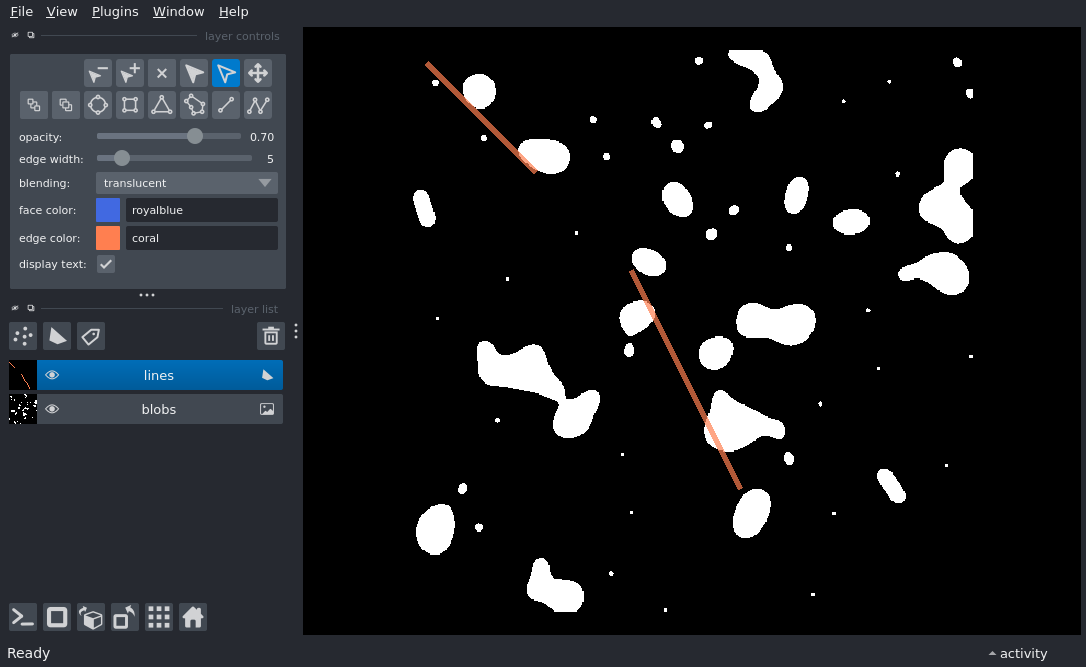 File View Plugins Window Help
layer controls
opacity: 0.70
edge width: 5
blending: translucent
face color: royalblue
edge color: coral
display text:
layer list
lines
blobs
Ready
activity